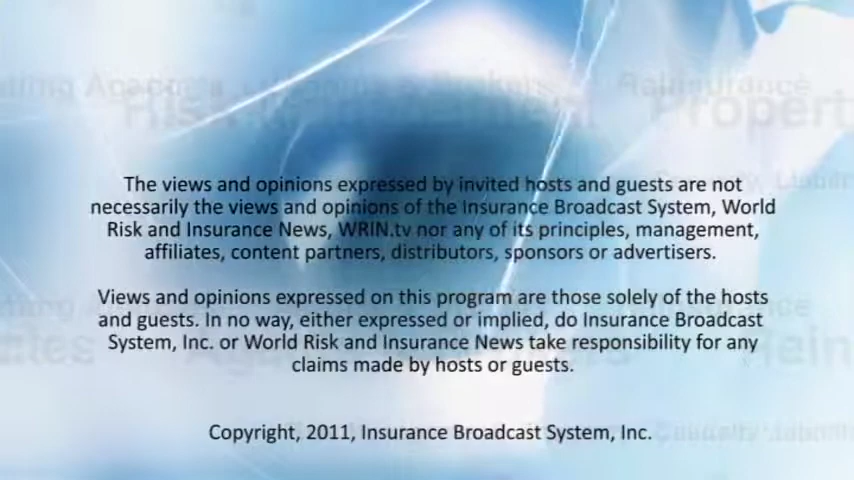 Risk Management
Reinsurance
Propert
The views and opinions expressed by invited hosts and guests are not
necessarily the views and opinions of the Insurance Broadcast System, World
Risk and Insurance News, WRIN.tv nor any of its principles, management,
affiliates, content partners, distributors, sponsors or advertisers.
Views and opinions expressed on this program are those solely of the hosts
and guests. In no way, either expressed or implied, do Insurance Broadcast
System, Inc. or World Risk and Insurance News take responsibility for any
claims made by hosts or guests.
Copyright, 2011, Insurance Broadcast System, Inc.